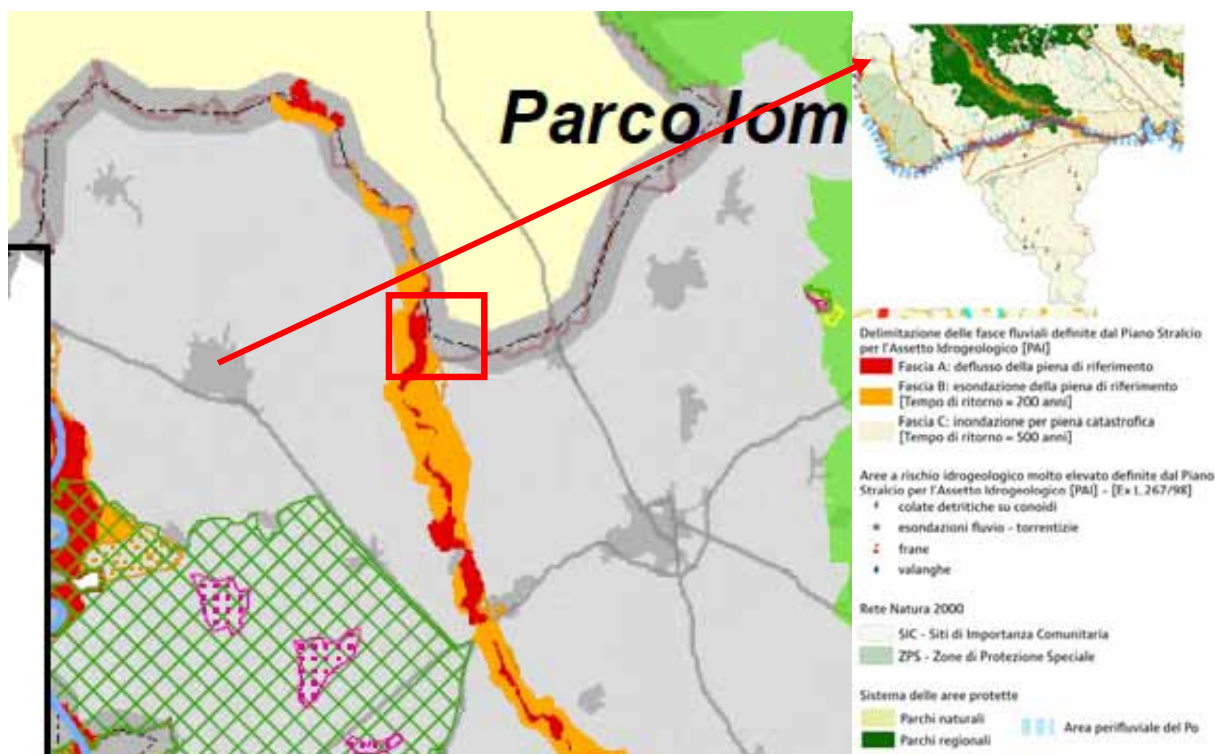 Parco lom
Delimitazione delle fasce fluviali definite dal Piano Stralcio
per l'Assetto Idrogeologico [PAI]
Fascia A: deflusso della piena di riferimento
Fascia B: esondazione della piena di riferimento
[Tempo di ritorno = 200 anni]
Fascia C: inondazione per piena catastrofica
[Tempo di ritorno = 500 anni]
Aree a rischio idrogeologico molto elevato definite dal Piano
Stralcio per l'Assetto Idrogeologico [PAI] - [Ex L.267/98]
colate detritiche su conoidi
esondazioni fluvio - torrentizie
frane
valanghe
Rete Natura 2000
SIC - Siti di Importanza Comunitaria
ZPS - Zone di Protezione Speciale
Sistema delle aree protette
Parchi naturali
Area perifluviale del Po
Parchi regionali